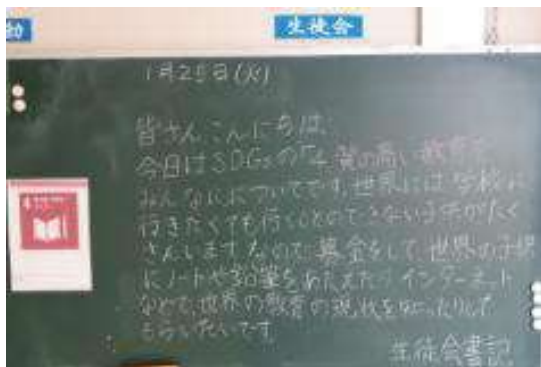 生徒会
1月25日(火)
皆さんこんにちは
今日はSDGsの「4 質の高い教育を
みんなに」についてです。世界には学校に
行きたくても行くことのできない子供がたく
さんいます。なので、募金をして、世界の子供
にノートや鉛筆をあたえたり、インターネット
などで、世界の教育の現状を知ったりして
もらいたいです。
生徒会書記
4